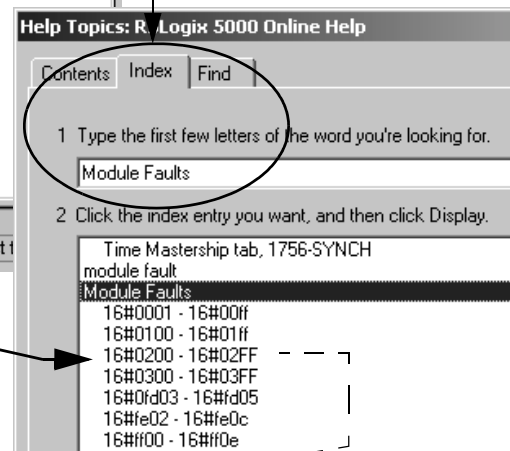 Help Topics: RSLogix 5000 Online Help
Contents Index Find
1 Type the first few letters of the word you're looking for.
Module Faults
2 Click the index entry you want, and then click Display.
Time Mastership tab, 1756-SYNCH
module fault
Module Faults
16#0001 - 16#00ff
16#0100 - 16#01ff
16#0200 - 16#02FF
16#0300 - 16#03FF
16#0fd03 - 16#fd05
16#fe02 - 16#fe0c
16#ff00 - 16#ff0e